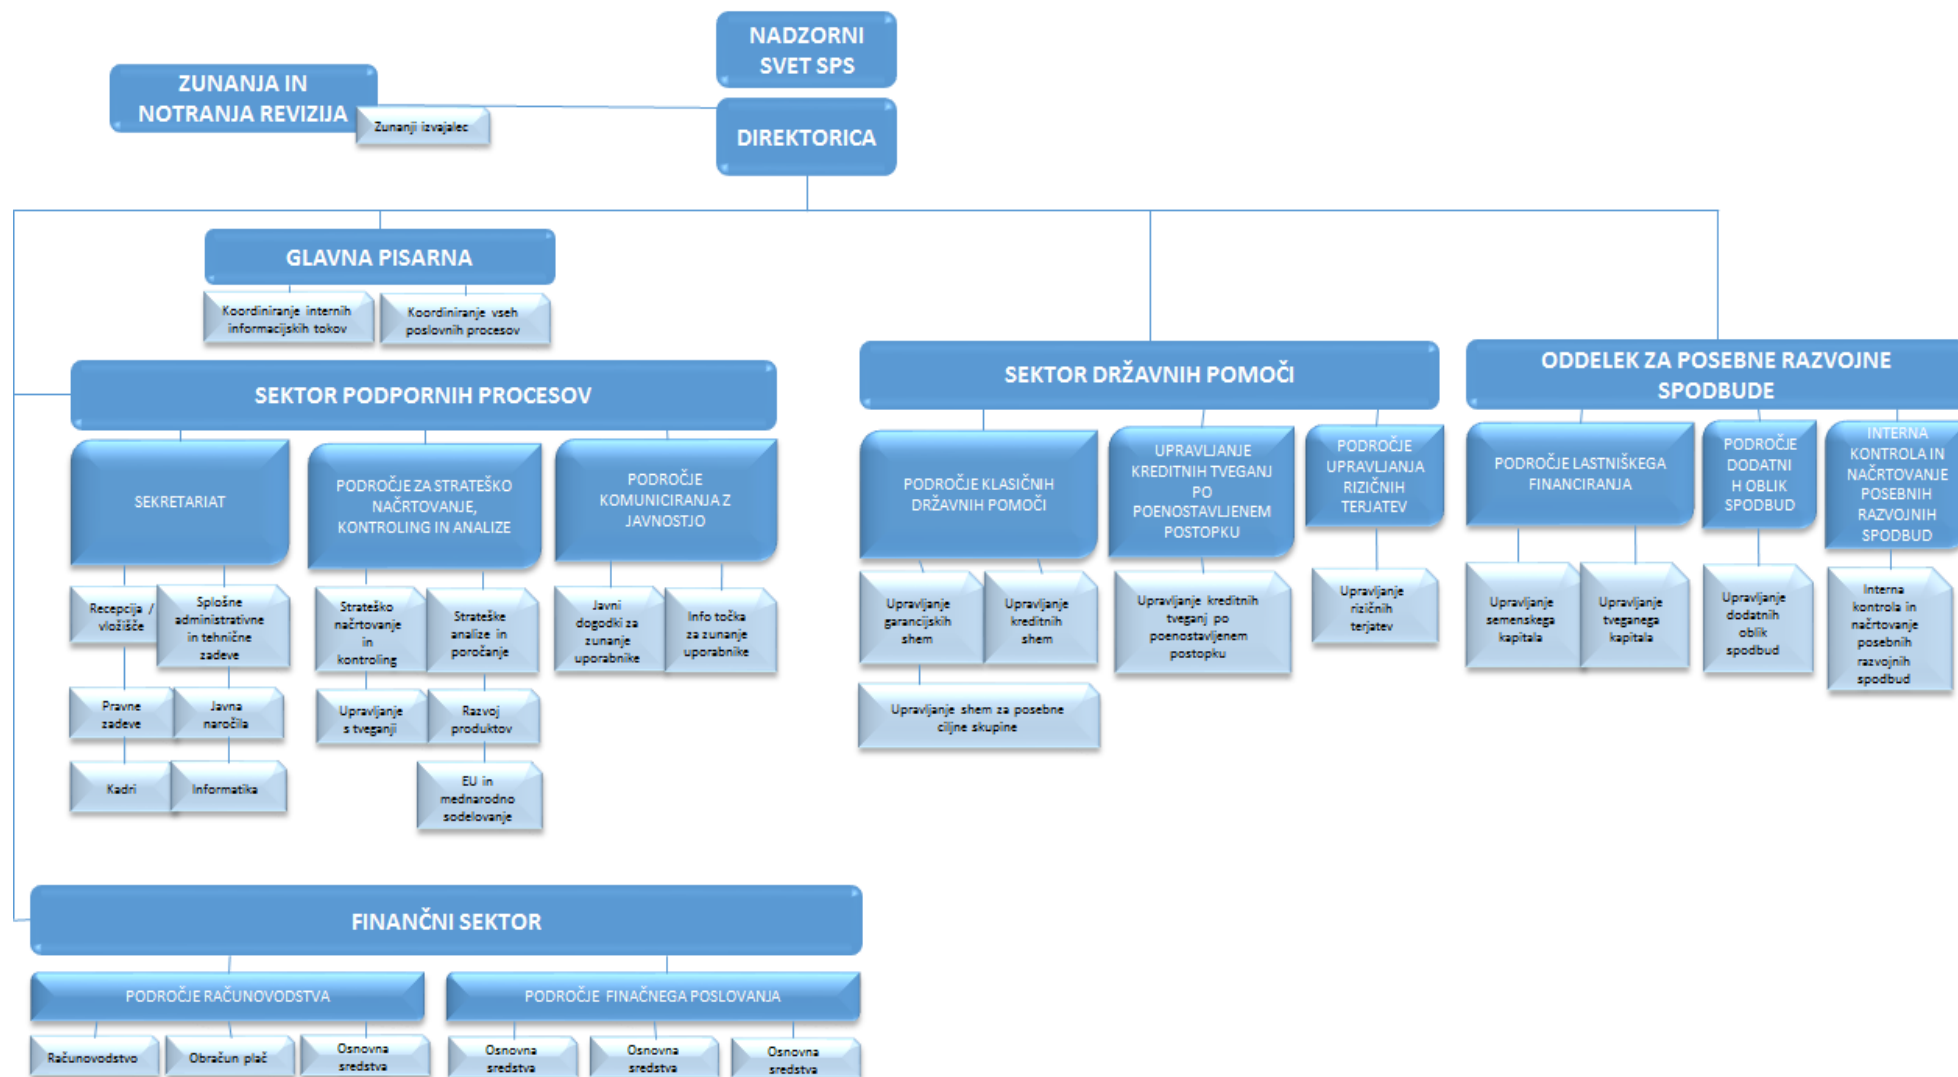 NADZORNI
SVET SPS
ZUNANJA IN
NOTRANJA REVIZIJA
Zunanji izvajalec
DIREKTORICA
GLAVNA PISARNA
Koordiniranje internih
informacijskih tokov
Koordiniranje vseh
poslovnih procesov
SEKTOR PODPORNIH PROCESOV
SEKRETARIAT
PODROČJE ZA STRATEŠKO
NAČRTOVANJE,
KONTROLING IN ANALIZE
PODROČJE
KOMUNICIRANJA Z
JAVNOSTJO
Recepcija /
vložišče
Splošne
administrativne
in tehnične
zadeve
Strateško
načrtovanje
in
kontroling
Strateške
analize in
poročanje
Javni
dogodki za
zunanje
uporabnike
Info točka
za zunanje
uporabnike
Pravne
zadeve
Javna
naročila
Upravljanje
s tveganji
Razvoj
produktov
Kadri
Informatika
EU in
mednarodno
sodelovanje
SEKTOR DRŽAVNIH POMOČI
PODROČJE KLASIČNIH
DRŽAVNIH POMOČI
UPRAVLJANJE
KREDITNIH TVEGANJ
PO
POENOSTAVLJENEM
POSTOPKU
PODROČJE
UPRAVLJANJA
RIZIČNIH
TERJATEV
Upravljanje
garancijskih
shem
Upravljanje
kreditnih
shem
Upravljanje kreditnih
tveganj po
poenostavljenem
postopku
Upravljanje
rizičnih
terjatev
Upravljanje shem za posebne
ciljne skupine
ODDELEK ZA POSEBNE RAZVOJNE
SPODBUDE
PODROČJE LASTNIŠKEGA
FINANCIRANJA
PODROČJE
DODATNI
H OBLIK
SPODBUD
INTERNA
KONTROLA IN
NAČRTOVANJE
POSEBNIH
RAZVOJNIH
SPODBUD
Upravljanje
semenskega
kapitala
Upravljanje
tveganega
kapitala
Upravljanje
dodatnih
oblik
spodbud
Interna
kontrola in
načrtovanje
posebnih
razvojnih
spodbud
FINANČNI SEKTOR
PODROČJE RAČUNOVODSTVA
PODROČJE FINAČNEGA POSLOVANJA
Računovodstvo
Obračun plač
Osnovna
sredstva
Osnovna
sredstva
Osnovna
sredstva
Osnovna
sredstva